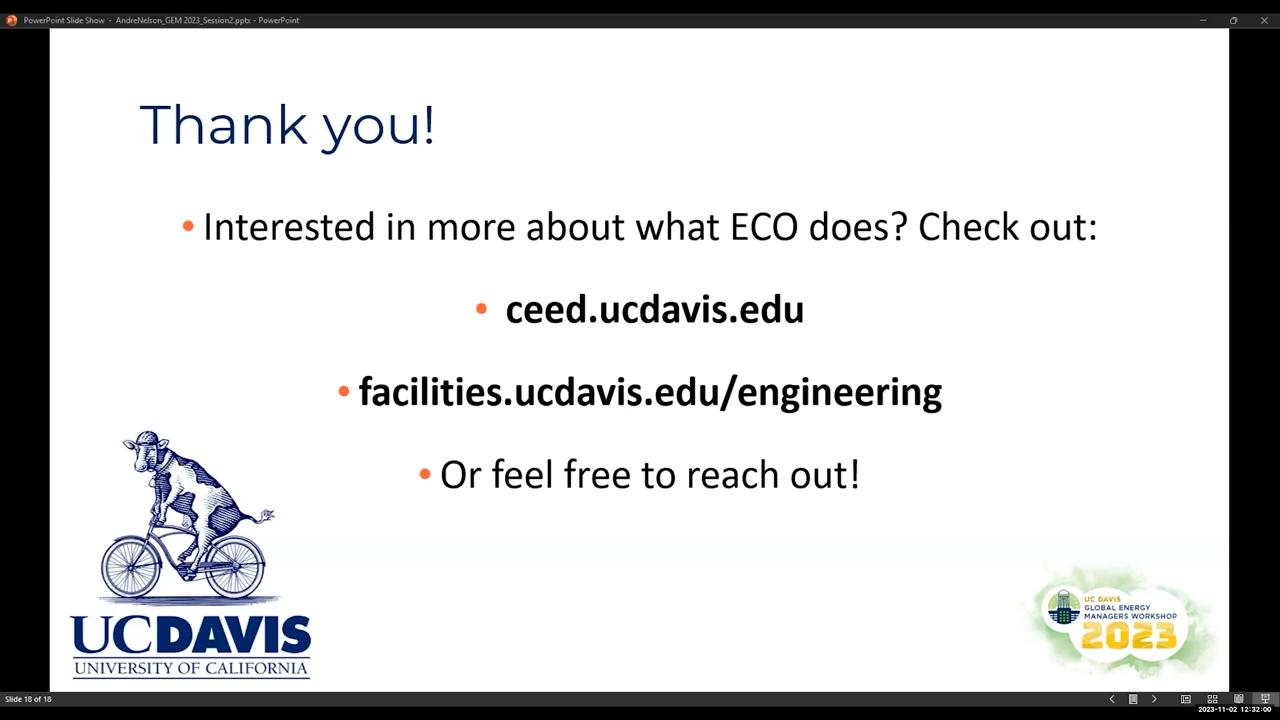 PowerPoint Slide Show - AndreNelson_GEM 2023_Session2.pptx - PowerPoint
Thank you!
• Interested in more about what ECO does? Check out:
• ceed.ucdavis.edu
• facilities.ucdavis.edu/engineering
• Or feel free to reach out!
UCDAVIS
UNIVERSITY OF CALIFORNIA
UC DAVIS
GLOBAL ENERGY
MANAGERS WORKSHOP
2023
Slide 18 of 18
2023-11-02 12:32:00